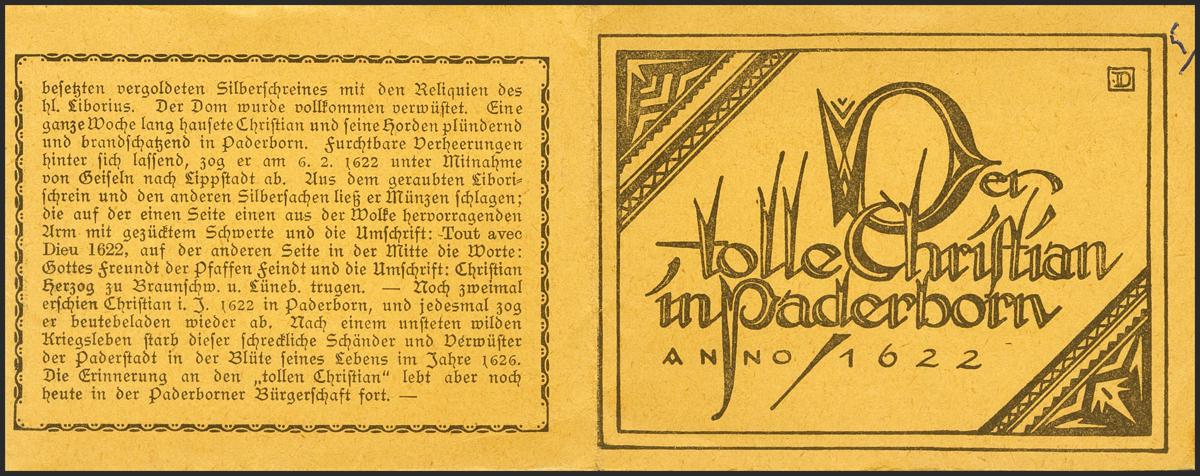 besetzten vergoldeten Silberschreines mit den Reliquien des
hl. Liborius. Der Dom wurde vollkommen verwüstet. Eine
ganze Woche lang hausete Christian und seine Horden plündernd
und brandschatzend in Paderborn. Furchtbare Verheerungen
hinter sich lassend, zog er am 6. 2. 1622 unter Mitnahme
von Geiseln nach Lippstadt ab. Aus dem geraubten Libori-
schrein und den anderen Silbersachen ließ er Münzen schlagen;
die auf der einen Seite einen aus der Wolke hervorragenden
Arm mit gezücktem Schwerte und die Umschrift: Tout avec
Dieu 1622, auf der anderen Seite in der Mitte die Worte:
Gottes Freundt der Pfaffen Feindt und die Umschrift: Christian
Herzog zu Braunschw. u. Lüneb. trugen. — Noch zweimal
erschien Christian i. J. 1622 in Paderborn, und jedesmal zog
er beutebeladen wieder ab. Nach einem unsteten wilden
Kriegsleben starb dieser schreckliche Schänder und Verwüster
der Paderstadt in der Blüte seines Lebens im Jahre 1626.
Die Erinnerung an den „tollen Christian“ lebt aber noch
heute in der Paderborner Bürgerschaft fort. —
Der
tolle Christian
in Paderborn
ANNO 1622